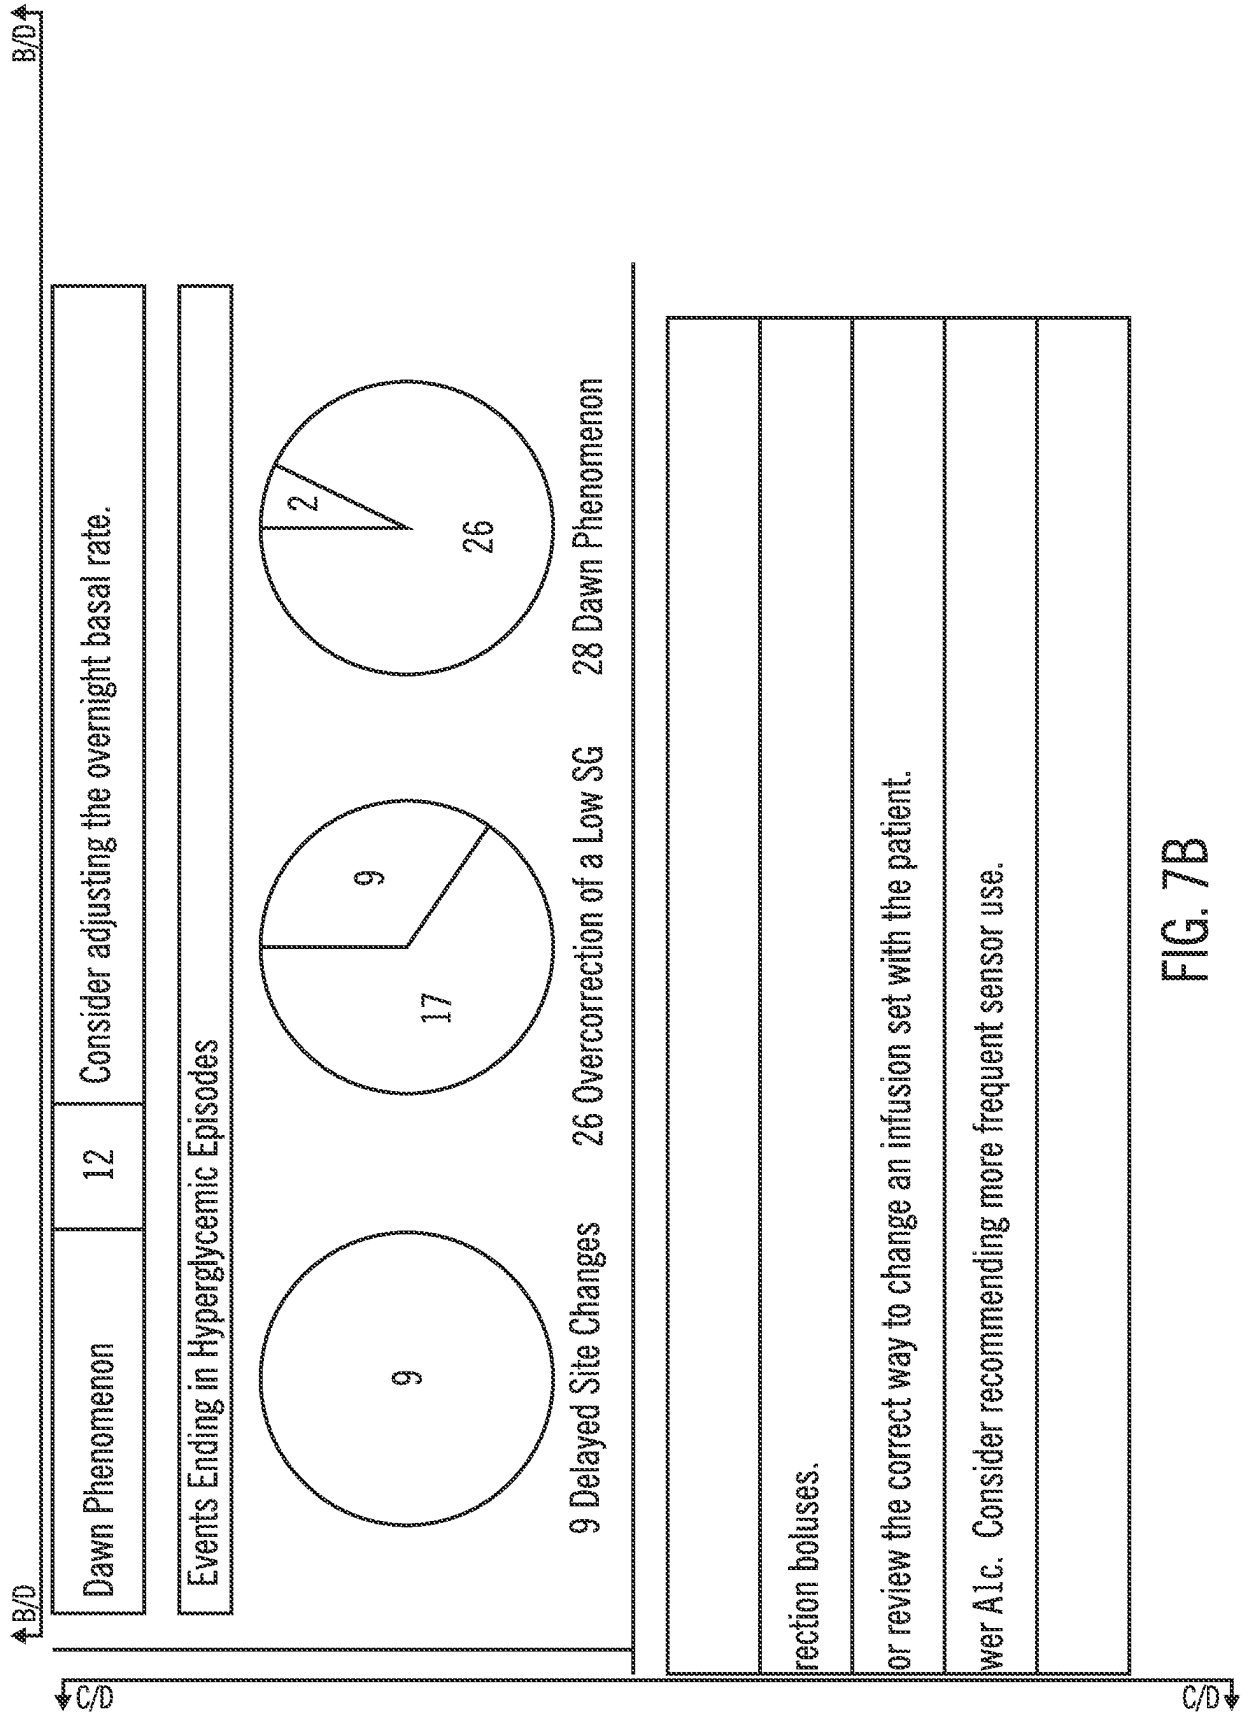 B/D
B/D
Dawn Phenomenon 12 Consider adjusting the overnight basal rate.
Events Ending in Hyperglycemic Episodes
9
17
9
26
2
9 Delayed Site Changes
26 Overcorrection of a Low SG
28 Dawn Phenomenon
rection boluses.
or review the correct way to change an infusion set with the patient.
wer A1c. Consider recommending more frequent sensor use.
C/D
C/D
FIG. 7B